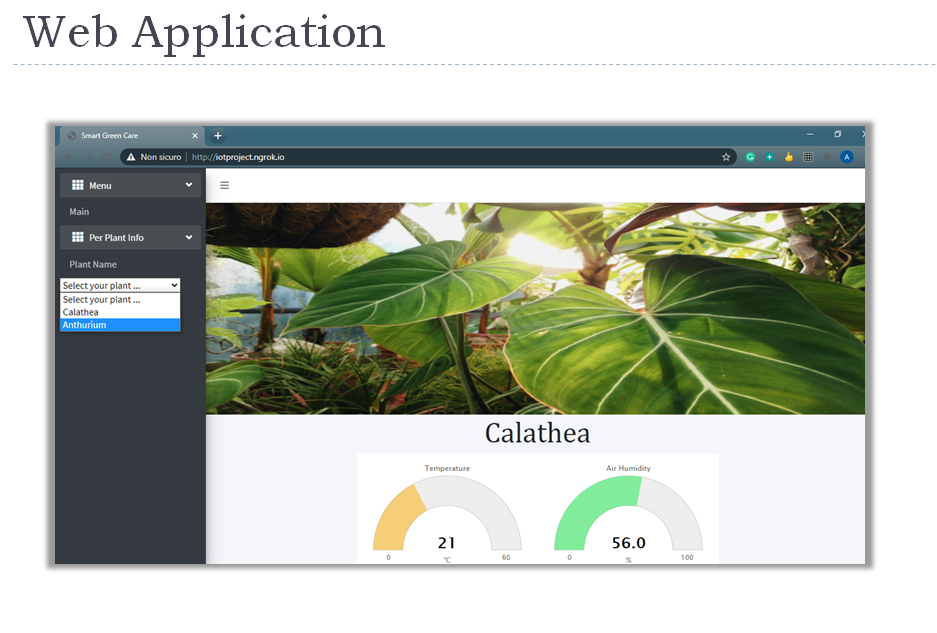 Web Application
Smart Green Care
Non sicuro http://iotproject.ngrok.io
A
Menu
Main
Per Plant Info
Plant Name
Select your plant ...
Select your plant ...
Calathea
Anthurium
Calathea
Temperature Air Humidity
21 56.0
0 60 0 100
°C %